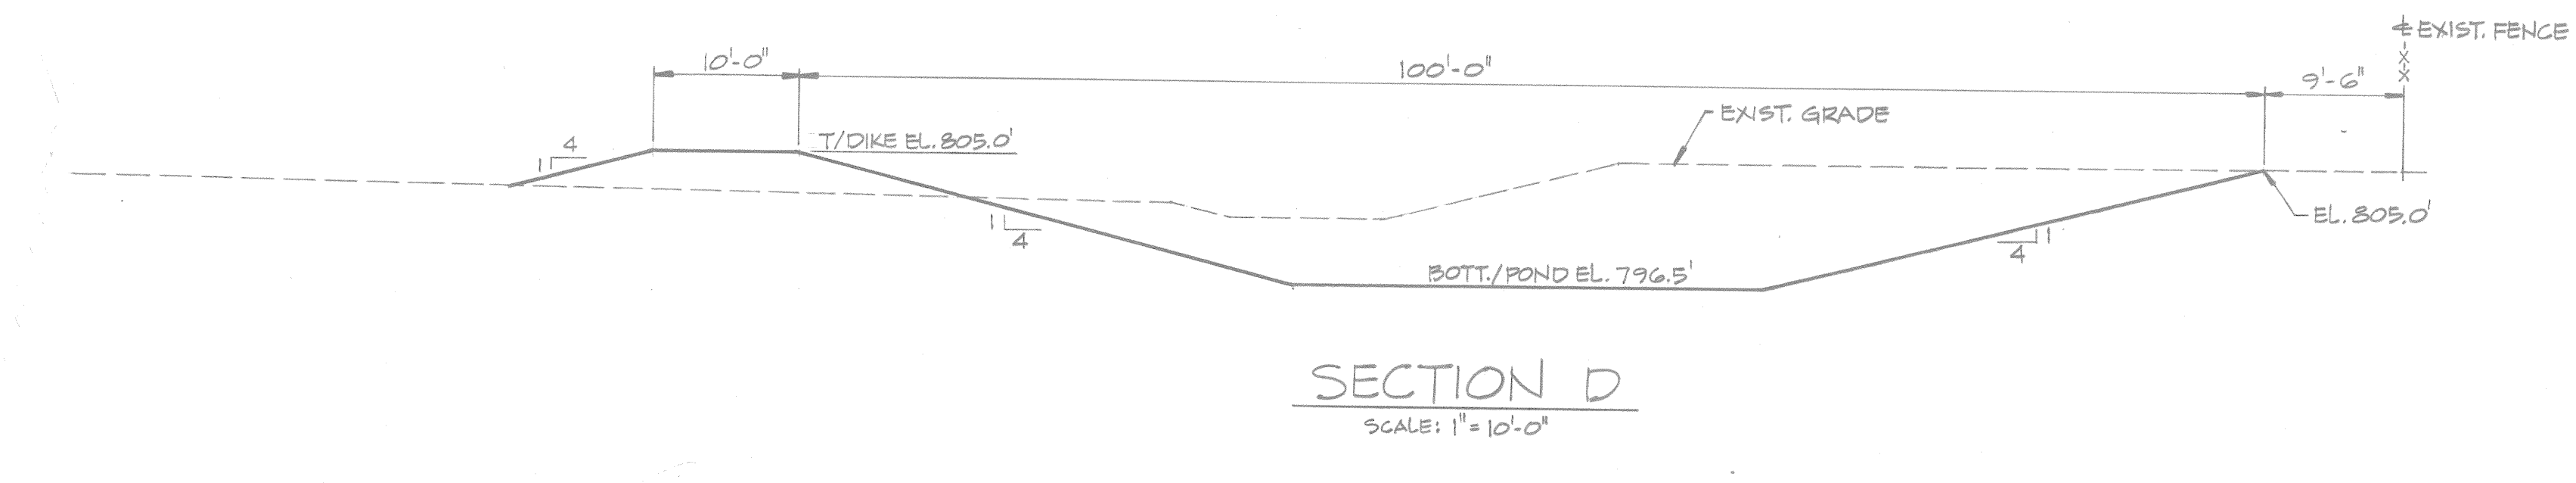 ℄ EXIST. FENCE
10'-0"
100'-0"
9'-6"
X
X
EXIST. GRADE
T/DIKE EL. 805.0'
4
1
1
4
EL. 805.0'
1
4
BOTT./POND EL. 796.5'
SECTION D
SCALE: 1"=10'-0"